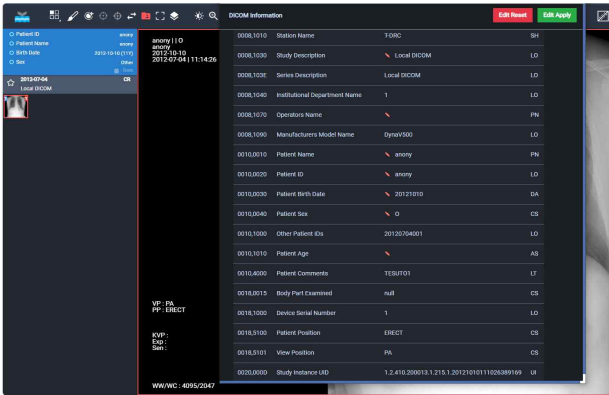 DICOM Information
Edit Reset
Edit Apply
Patient ID anony
Patient Name anony
Birth Date 2012-10-10 (11Y)
Sex Other
2012-07-04 CR
Local DICOM
anony | | O
anony
2012-10-10
2012-07-04 | 11:14:26
VP : PA
PP : ERECT
KVP :
Exp :
Sen :
WW/WC : 4095/2047
0008,1010 Station Name T-DRC SH
0008,1030 Study Description Local DICOM LO
0008,103E Series Description Local DICOM LO
0008,1040 Institutional Department Name 1 LO
0008,1070 Operators Name PN
0008,1090 Manufacturers Model Name DynaV500 LO
0010,0010 Patient Name anony PN
0010,0020 Patient ID anony LO
0010,0030 Patient Birth Date 20121010 DA
0010,0040 Patient Sex O CS
0010,1000 Other Patient IDs 20120704001 LO
0010,1010 Patient Age AS
0010,4000 Patient Comments TESUTO1 LT
0018,0015 Body Part Examined null CS
0018,1000 Device Serial Number 1 LO
0018,5100 Patient Position ERECT CS
0018,5101 View Position PA CS
0020,000D Study Instance UID 1.2.410.200013.1.215.1.20121010111026389169 UI